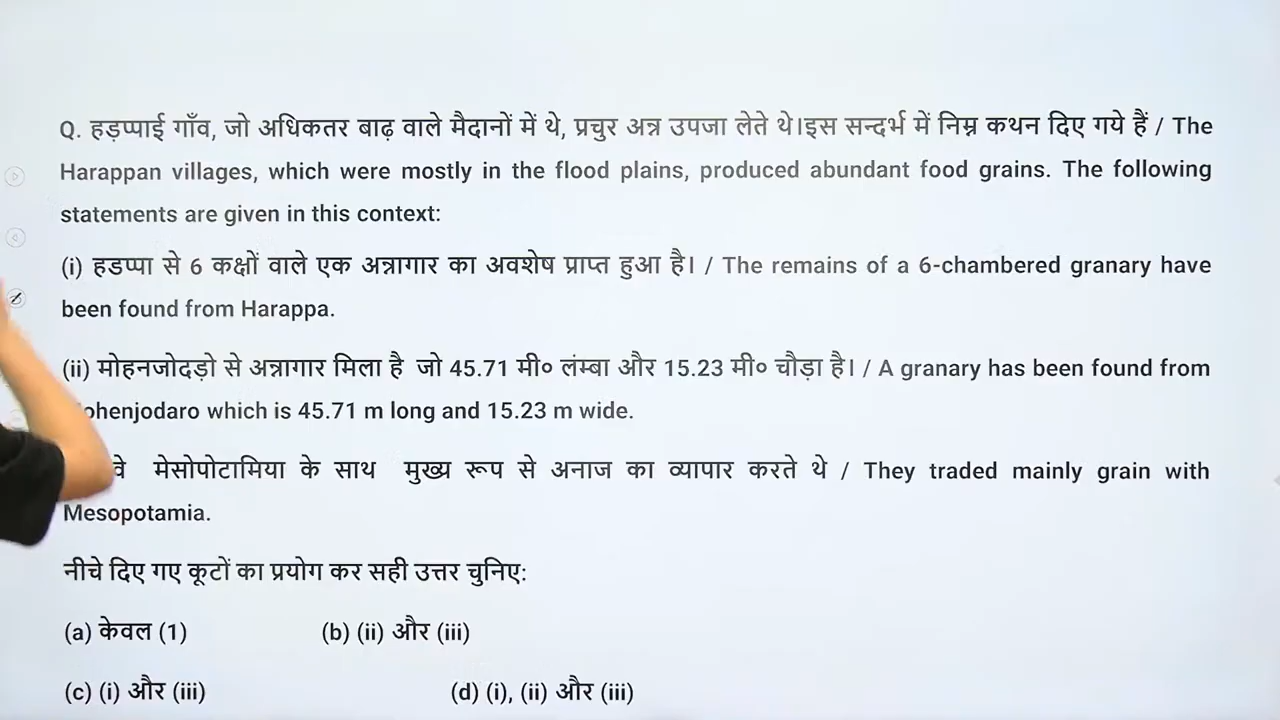 Q. हड़प्पाई गाँव, जो अधिकतर बाढ़ वाले मैदानों में थे, प्रचुर अन्न उपजा लेते थे।इस सन्दर्भ में निम्न कथन दिए गये हैं / The
Harappan villages, which were mostly in the flood plains, produced abundant food grains. The following
statements are given in this context:
(i) हडप्पा से 6 कक्षों वाले एक अन्नागार का अवशेष प्राप्त हुआ है। / The remains of a 6-chambered granary have
been found from Harappa.
(ii) मोहनजोदड़ो से अन्नागार मिला है जो 45.71 मी० लंम्बा और 15.23 मी० चौड़ा है। / A granary has been found from
ohenjodaro which is 45.71 m long and 15.23 m wide.
वे मेसोपोटामिया के साथ मुख्य रूप से अनाज का व्यापार करते थे / They traded mainly grain with
Mesopotamia.
नीचे दिए गए कूटों का प्रयोग कर सही उत्तर चुनिए:
(a) केवल (1) (b) (ii) और (iii)
(c) (i) और (iii) (d) (i), (ii) और (iii)